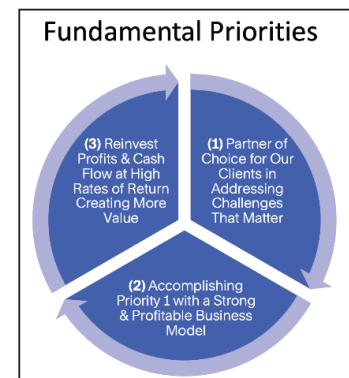 Fundamental Priorities
(1) Partner of
Choice for Our
Clients in
Addressing
Challenges
That Matter
(2) Accomplishing
Priority 1 with a Strong
& Profitable Business
Model
(3) Reinvest
Profits & Cash
Flow at High
Rates of Return
Creating More
Value